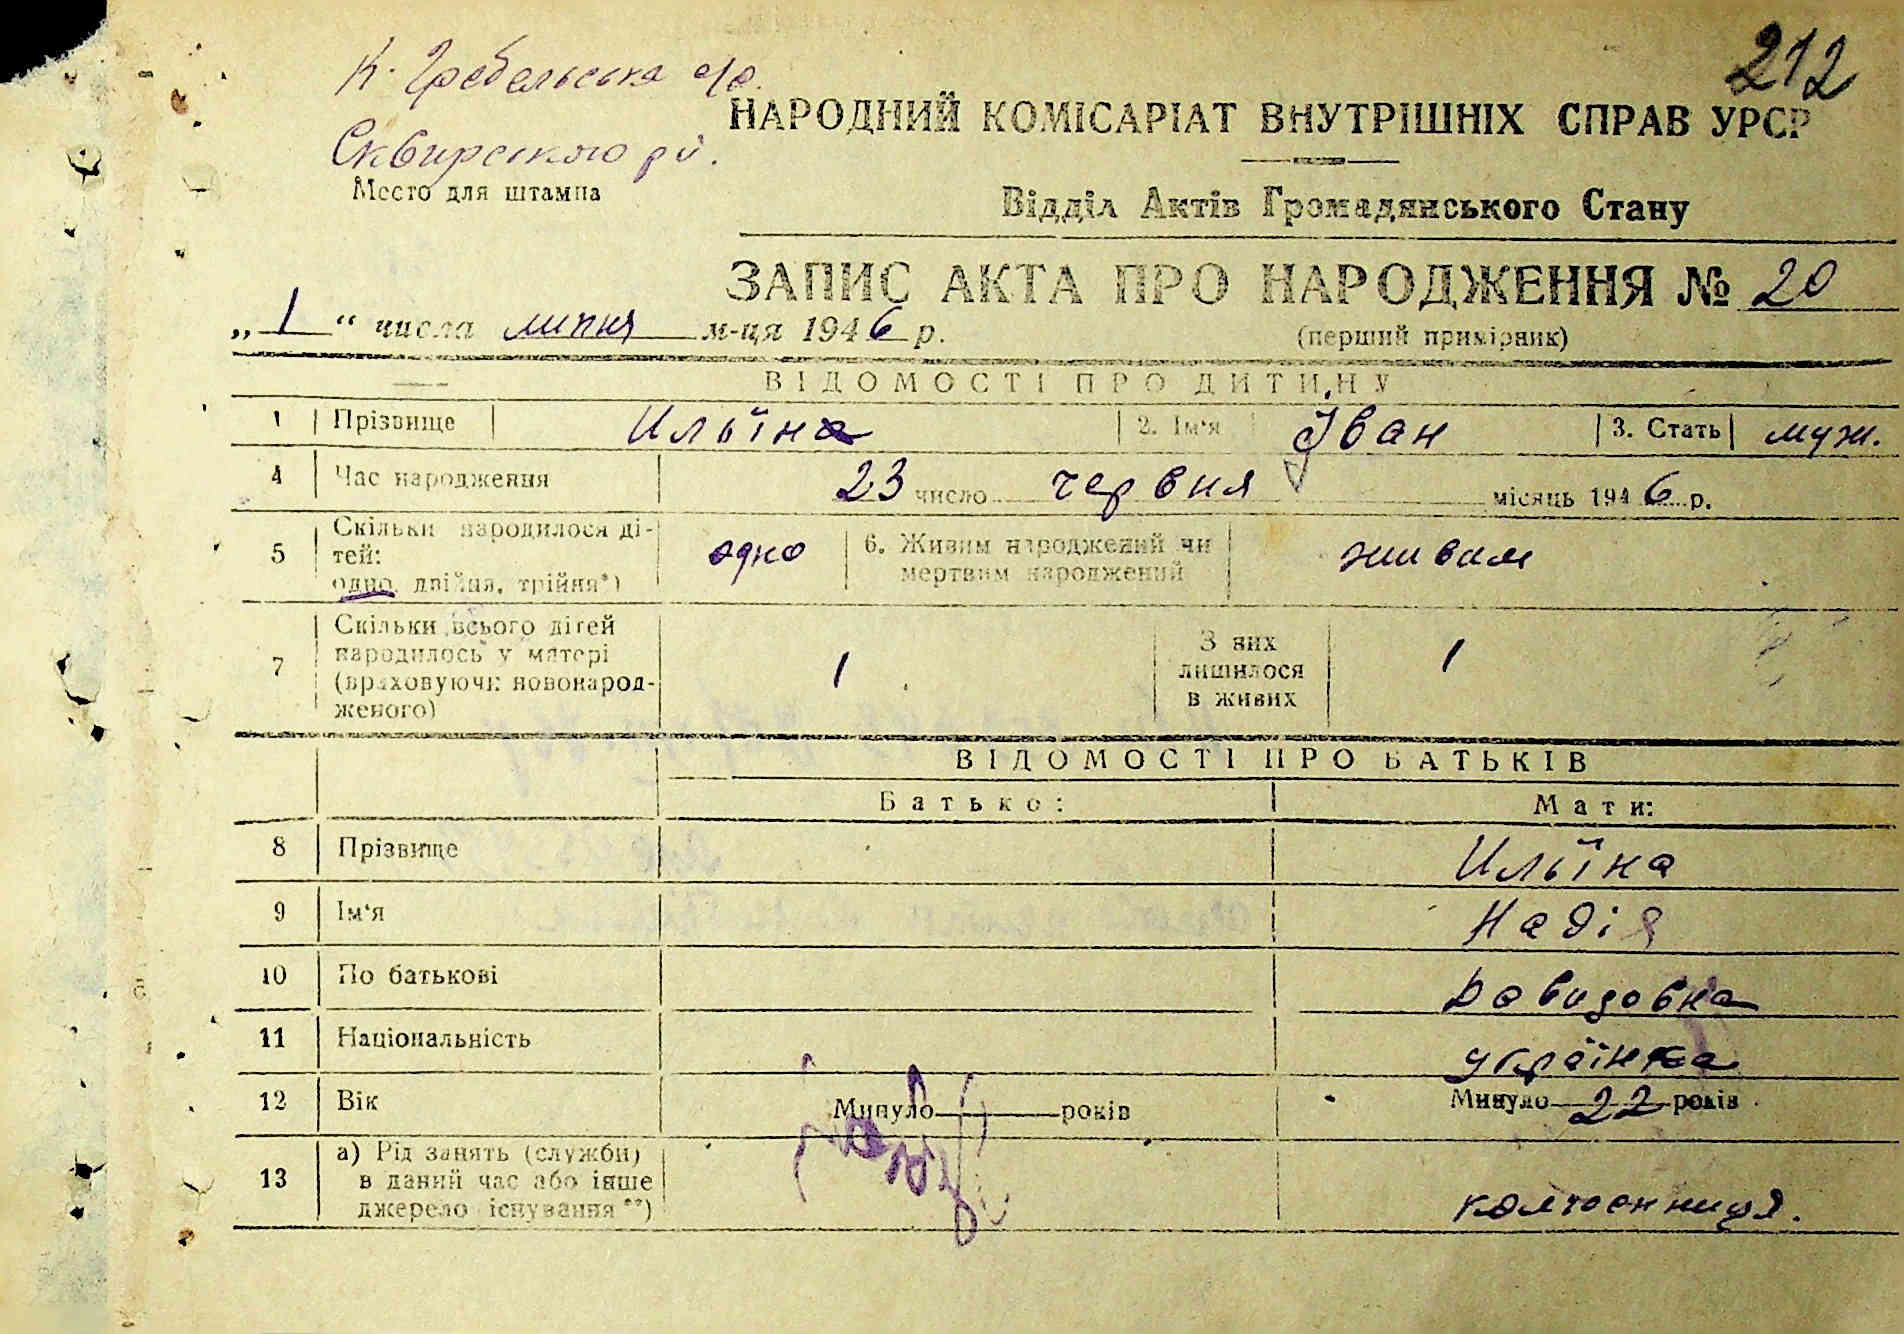 212
К. Гребельська с/р.
Сквирського р-й.
Место для штампа
НАРОДНИЙ КОМІСАРІАТ ВНУТРІШНІХ СПРАВ УРСР
Відділ Актів Громадянського Стану
ЗАПИС АКТА ПРО НАРОДЖЕННЯ № 20
„ 1 “ числа липня м-ця 1946 р.
(перший примірник)
ВІДОМОСТІ ПРО ДИТИНУ
1 Прізвище Ильїна 2. Ім'я Іван 3. Стать муж.
4 Час народження 23 число червня місяць 1946 р.
5 Скільки народилося ді-
тей:
одно, двійня, трійня*) одно
6. Живим народжений чи
мертвим народжений живим
7 Скільки всього дітей
народилось у матері
(враховуючи новонарод-
женого) 1
З них
лишилося
в живих 1
ВІДОМОСТІ ПРО БАТЬКІВ
Батько: Мати:
8 Прізвище Ильїна
9 Ім'я Надія
10 По батькові Давидовна
11 Національність українка
12 Вік Минуло років Минуло 22 років
13 а) Рід занять (служби)
в даний час або інше
джерело існування **) колгоспниця.